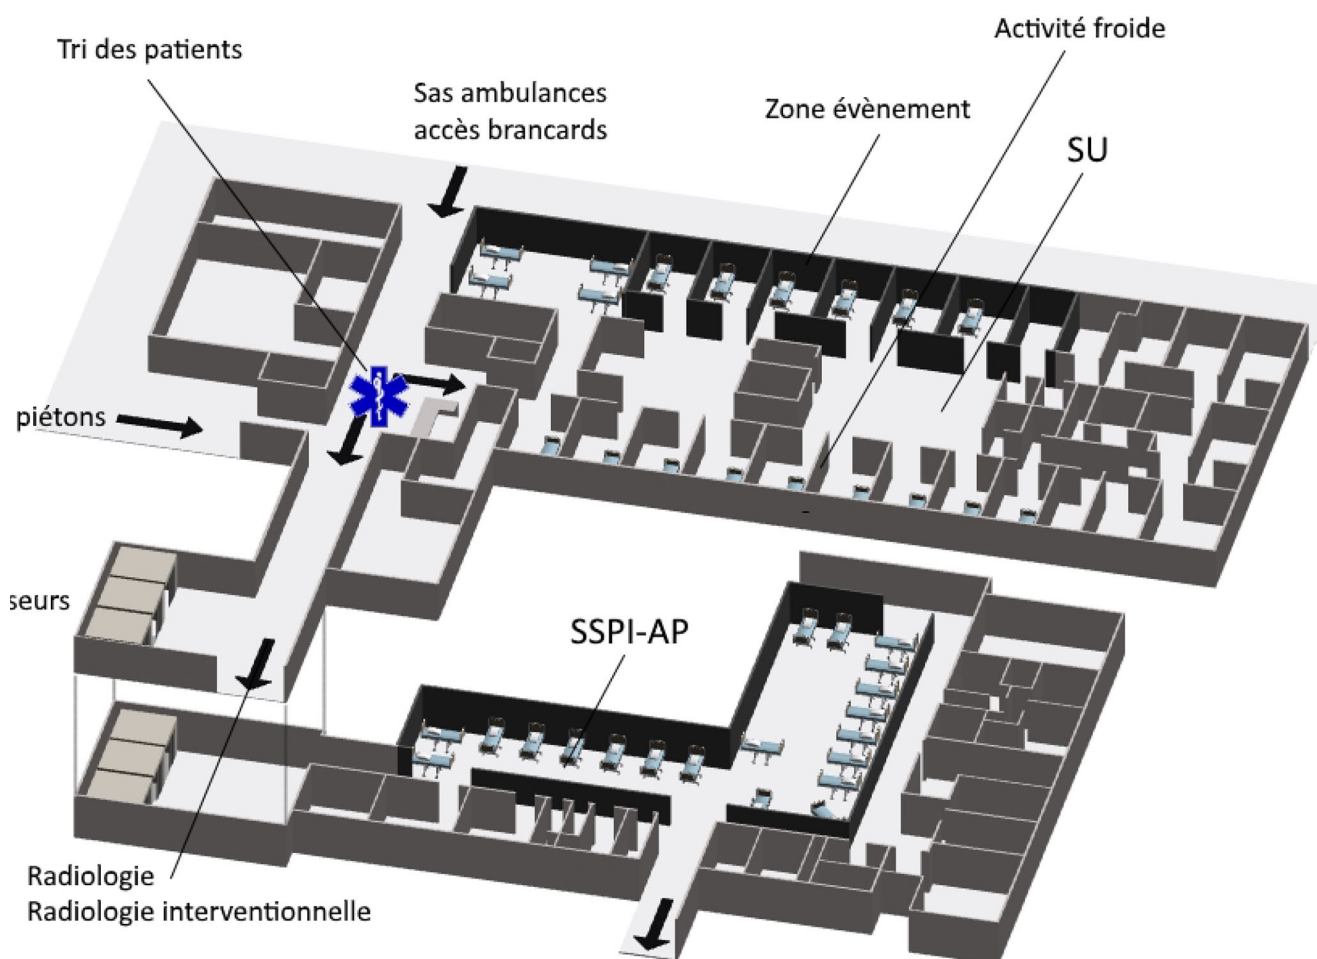 Activité froide
Tri des patients
Sas ambulances
accès brancards
Zone évènement
SU
piétons
seurs
SSPI-AP
Radiologie
Radiologie interventionnelle